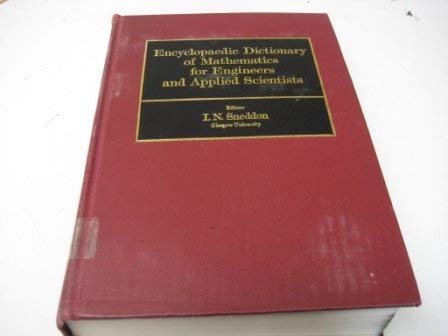 Encyclopaedic Dictionary
of Mathematics
for Engineers
and Applied Scientists
Editor
I. N. Sneddon
Glasgow University